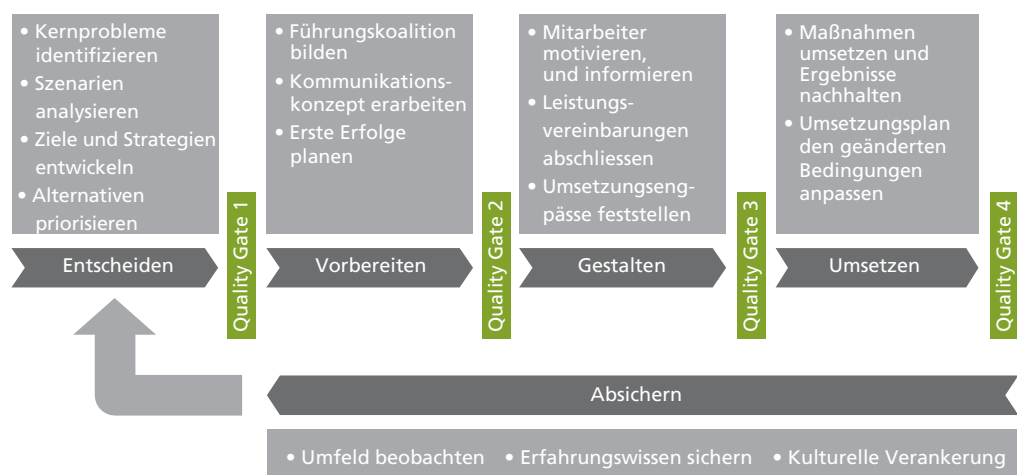 • Kernprobleme
identifizieren
• Szenarien
analysieren
• Ziele und Strategien
entwickeln
• Alternativen
priorisieren
Entscheiden
Quality Gate 1
• Führungskoalition
bilden
• Kommunikations-
konzept erarbeiten
• Erste Erfolge
planen
Vorbereiten
Quality Gate 2
• Mitarbeiter
motivieren,
und informieren
• Leistungs-
vereinbarungen
abschliessen
• Umsetzungseng-
pässe feststellen
Gestalten
Quality Gate 3
• Maßnahmen
umsetzen und
Ergebnisse
nachhalten
• Umsetzungsplan
den geänderten
Bedingungen
anpassen
Umsetzen
Quality Gate 4
Absichern
• Umfeld beobachten • Erfahrungswissen sichern • Kulturelle Verankerung